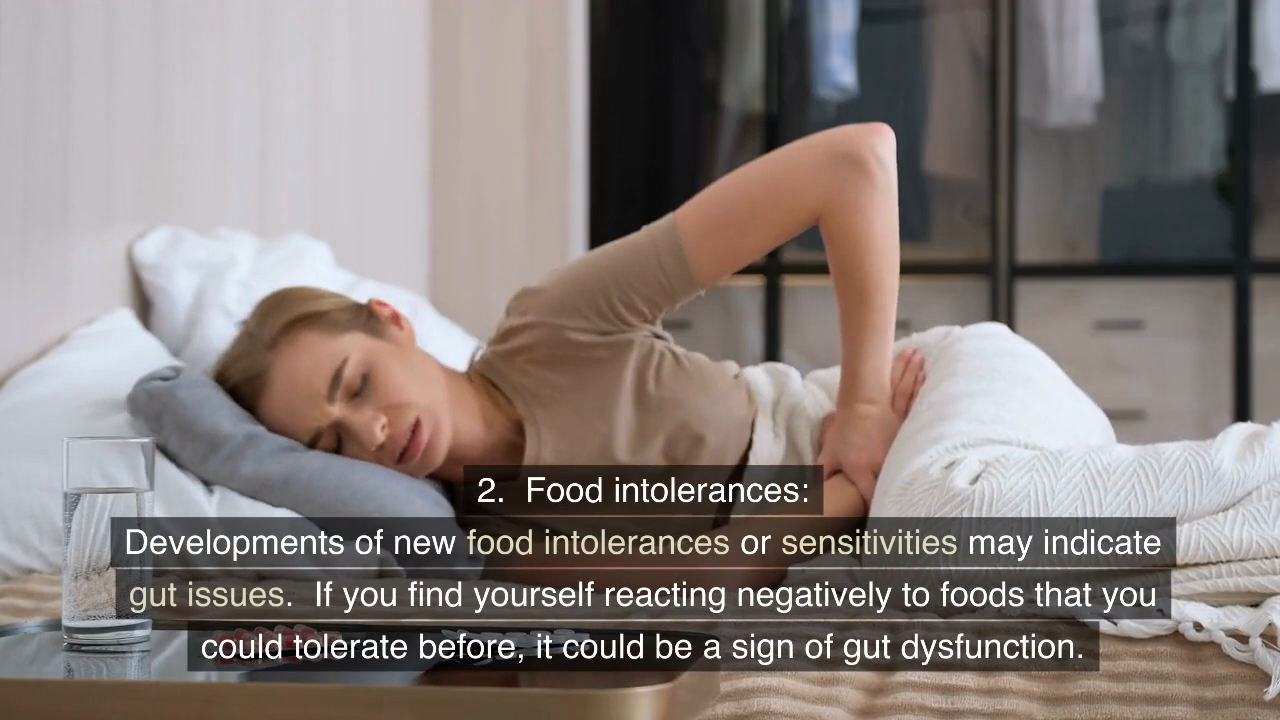 2.  Food intolerances:
Developments of new food intolerances or sensitivities may indicate
gut issues.  If you find yourself reacting negatively to foods that you
could tolerate before, it could be a sign of gut dysfunction.